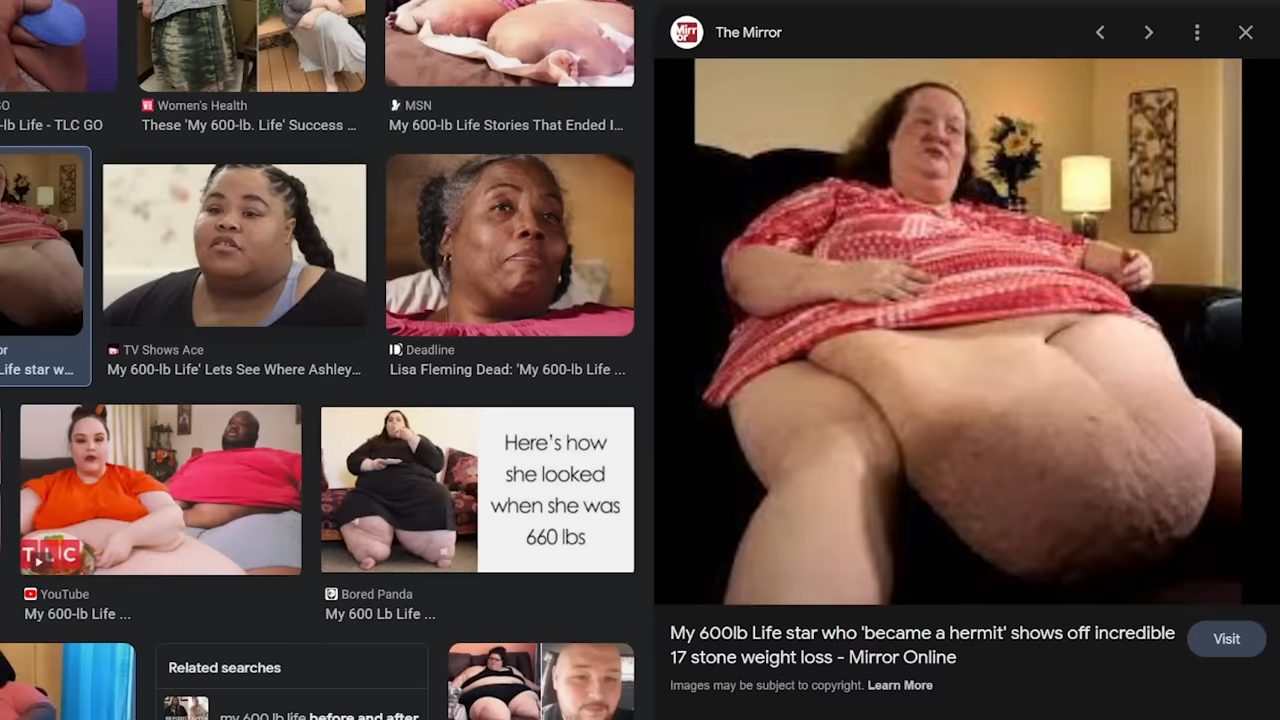 The Mirror
GO
-lb Life - TLC GO
Women's Health
These 'My 600-lb. Life' Success ...
MSN
My 600-lb Life Stories That Ended I...
Life star w...
TV Shows Ace
My 600-lb Life' Lets See Where Ashley...
Deadline
Lisa Fleming Dead: 'My 600-lb Life ...
Here's how
she looked
when she was
660 lbs
TLC
YouTube
My 600-lb Life ...
Bored Panda
My 600 Lb Life ...
Related searches
my 600 lb life before and after
My 600lb Life star who 'became a hermit' shows off incredible
17 stone weight loss - Mirror Online
Visit
Images may be subject to copyright. Learn More